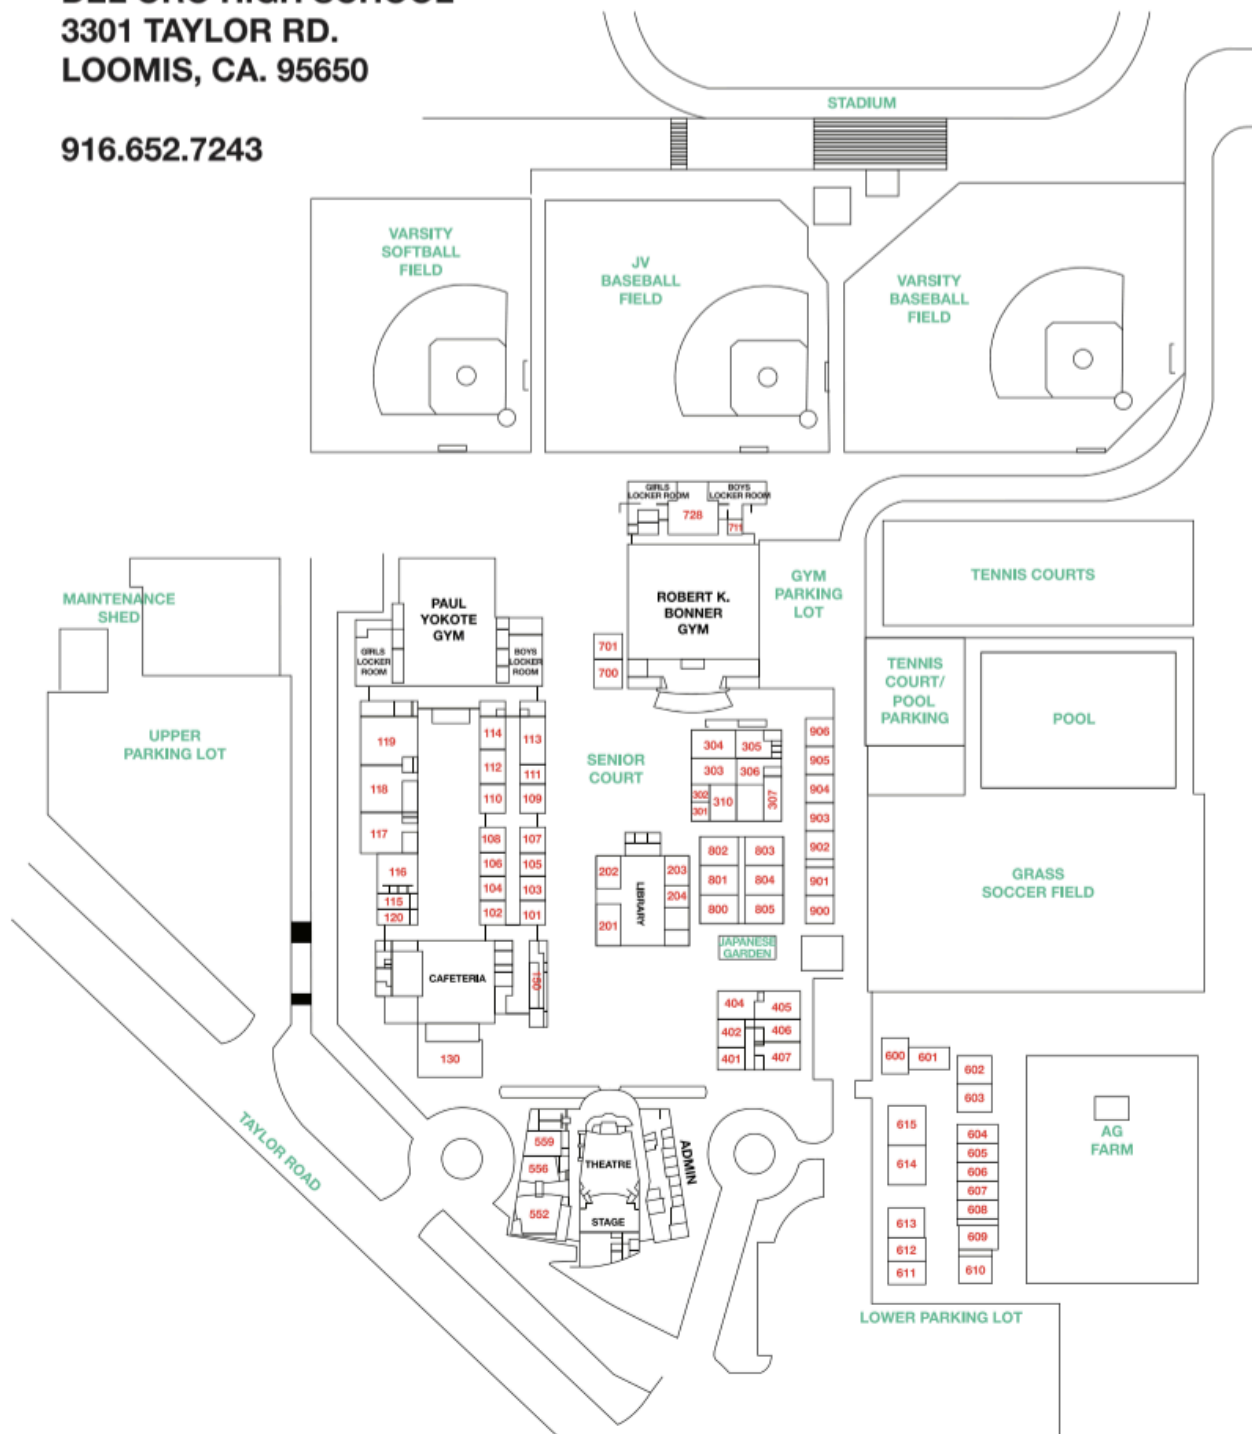 DEL ORO HIGH SCHOOL
3301 TAYLOR RD.
LOOMIS, CA. 95650
916.652.7243
STADIUM
VARSITY
SOFTBALL
FIELD
JV
BASEBALL
FIELD
VARSITY
BASEBALL
FIELD
GIRLS
LOCKER ROOM
BOYS
LOCKER ROOM
728
711
TENNIS COURTS
GYM
PARKING
LOT
ROBERT K.
BONNER
GYM
PAUL
YOKOTE
GYM
MAINTENANCE
SHED
GIRLS
LOCKER
ROOM
BOYS
LOCKER
ROOM
701
700
TENNIS
COURT/
POOL
PARKING
POOL
UPPER
PARKING LOT
SENIOR
COURT
119
118
117
116
115
120
114
112
110
108
106
104
102
113
111
109
107
105
103
101
304
305
303
306
302
301
310
307
906
905
904
903
902
901
900
802
803
801
804
800
805
202
201
LIBRARY
203
204
GRASS
SOCCER FIELD
JAPANESE
GARDEN
CAFETERIA
150
130
404
405
402
406
401
407
600
601
602
603
604
605
606
607
608
609
610
615
614
613
612
611
AG
FARM
TAYLOR ROAD
559
556
552
THEATRE
STAGE
ADMIN
LOWER PARKING LOT